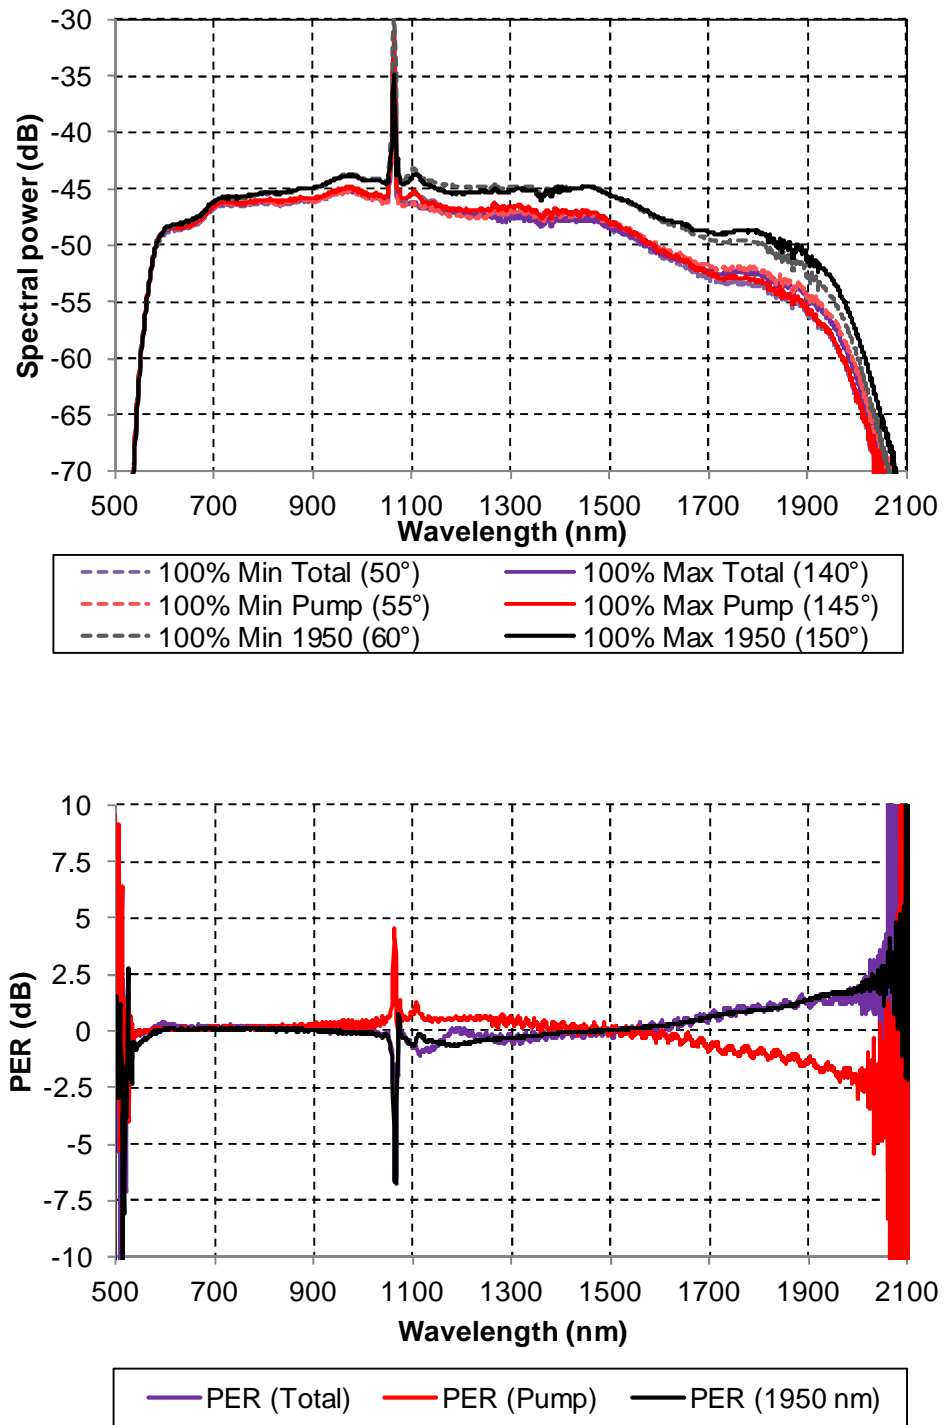 -30
-35
-40
-45
-50
-55
-60
-65
-70
Spectral power (dB)
500 700 900 1100 1300 1500 1700 1900 2100
Wavelength (nm)
100% Min Total (50°) 100% Max Total (140°)
100% Min Pump (55°) 100% Max Pump (145°)
100% Min 1950 (60°) 100% Max 1950 (150°)
10
7.5
5
2.5
0
-2.5
-5
-7.5
-10
PER (dB)
500 700 900 1100 1300 1500 1700 1900 2100
Wavelength (nm)
PER (Total) PER (Pump) PER (1950 nm)